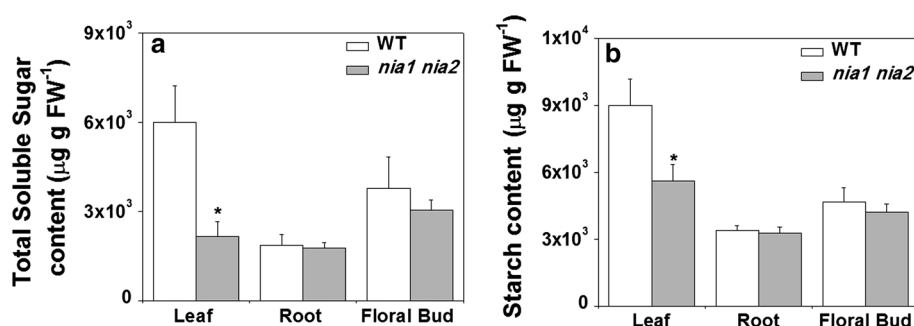 Total Soluble Sugar
content (µg g FW⁻¹)
9x10³
6x10³
3x10³
0
a
WT
nia1 nia2
*
Leaf Root Floral Bud
Starch content (µg g FW⁻¹)
1x10⁴
9x10³
6x10³
3x10³
0
b
WT
nia1 nia2
*
Leaf Root Floral Bud